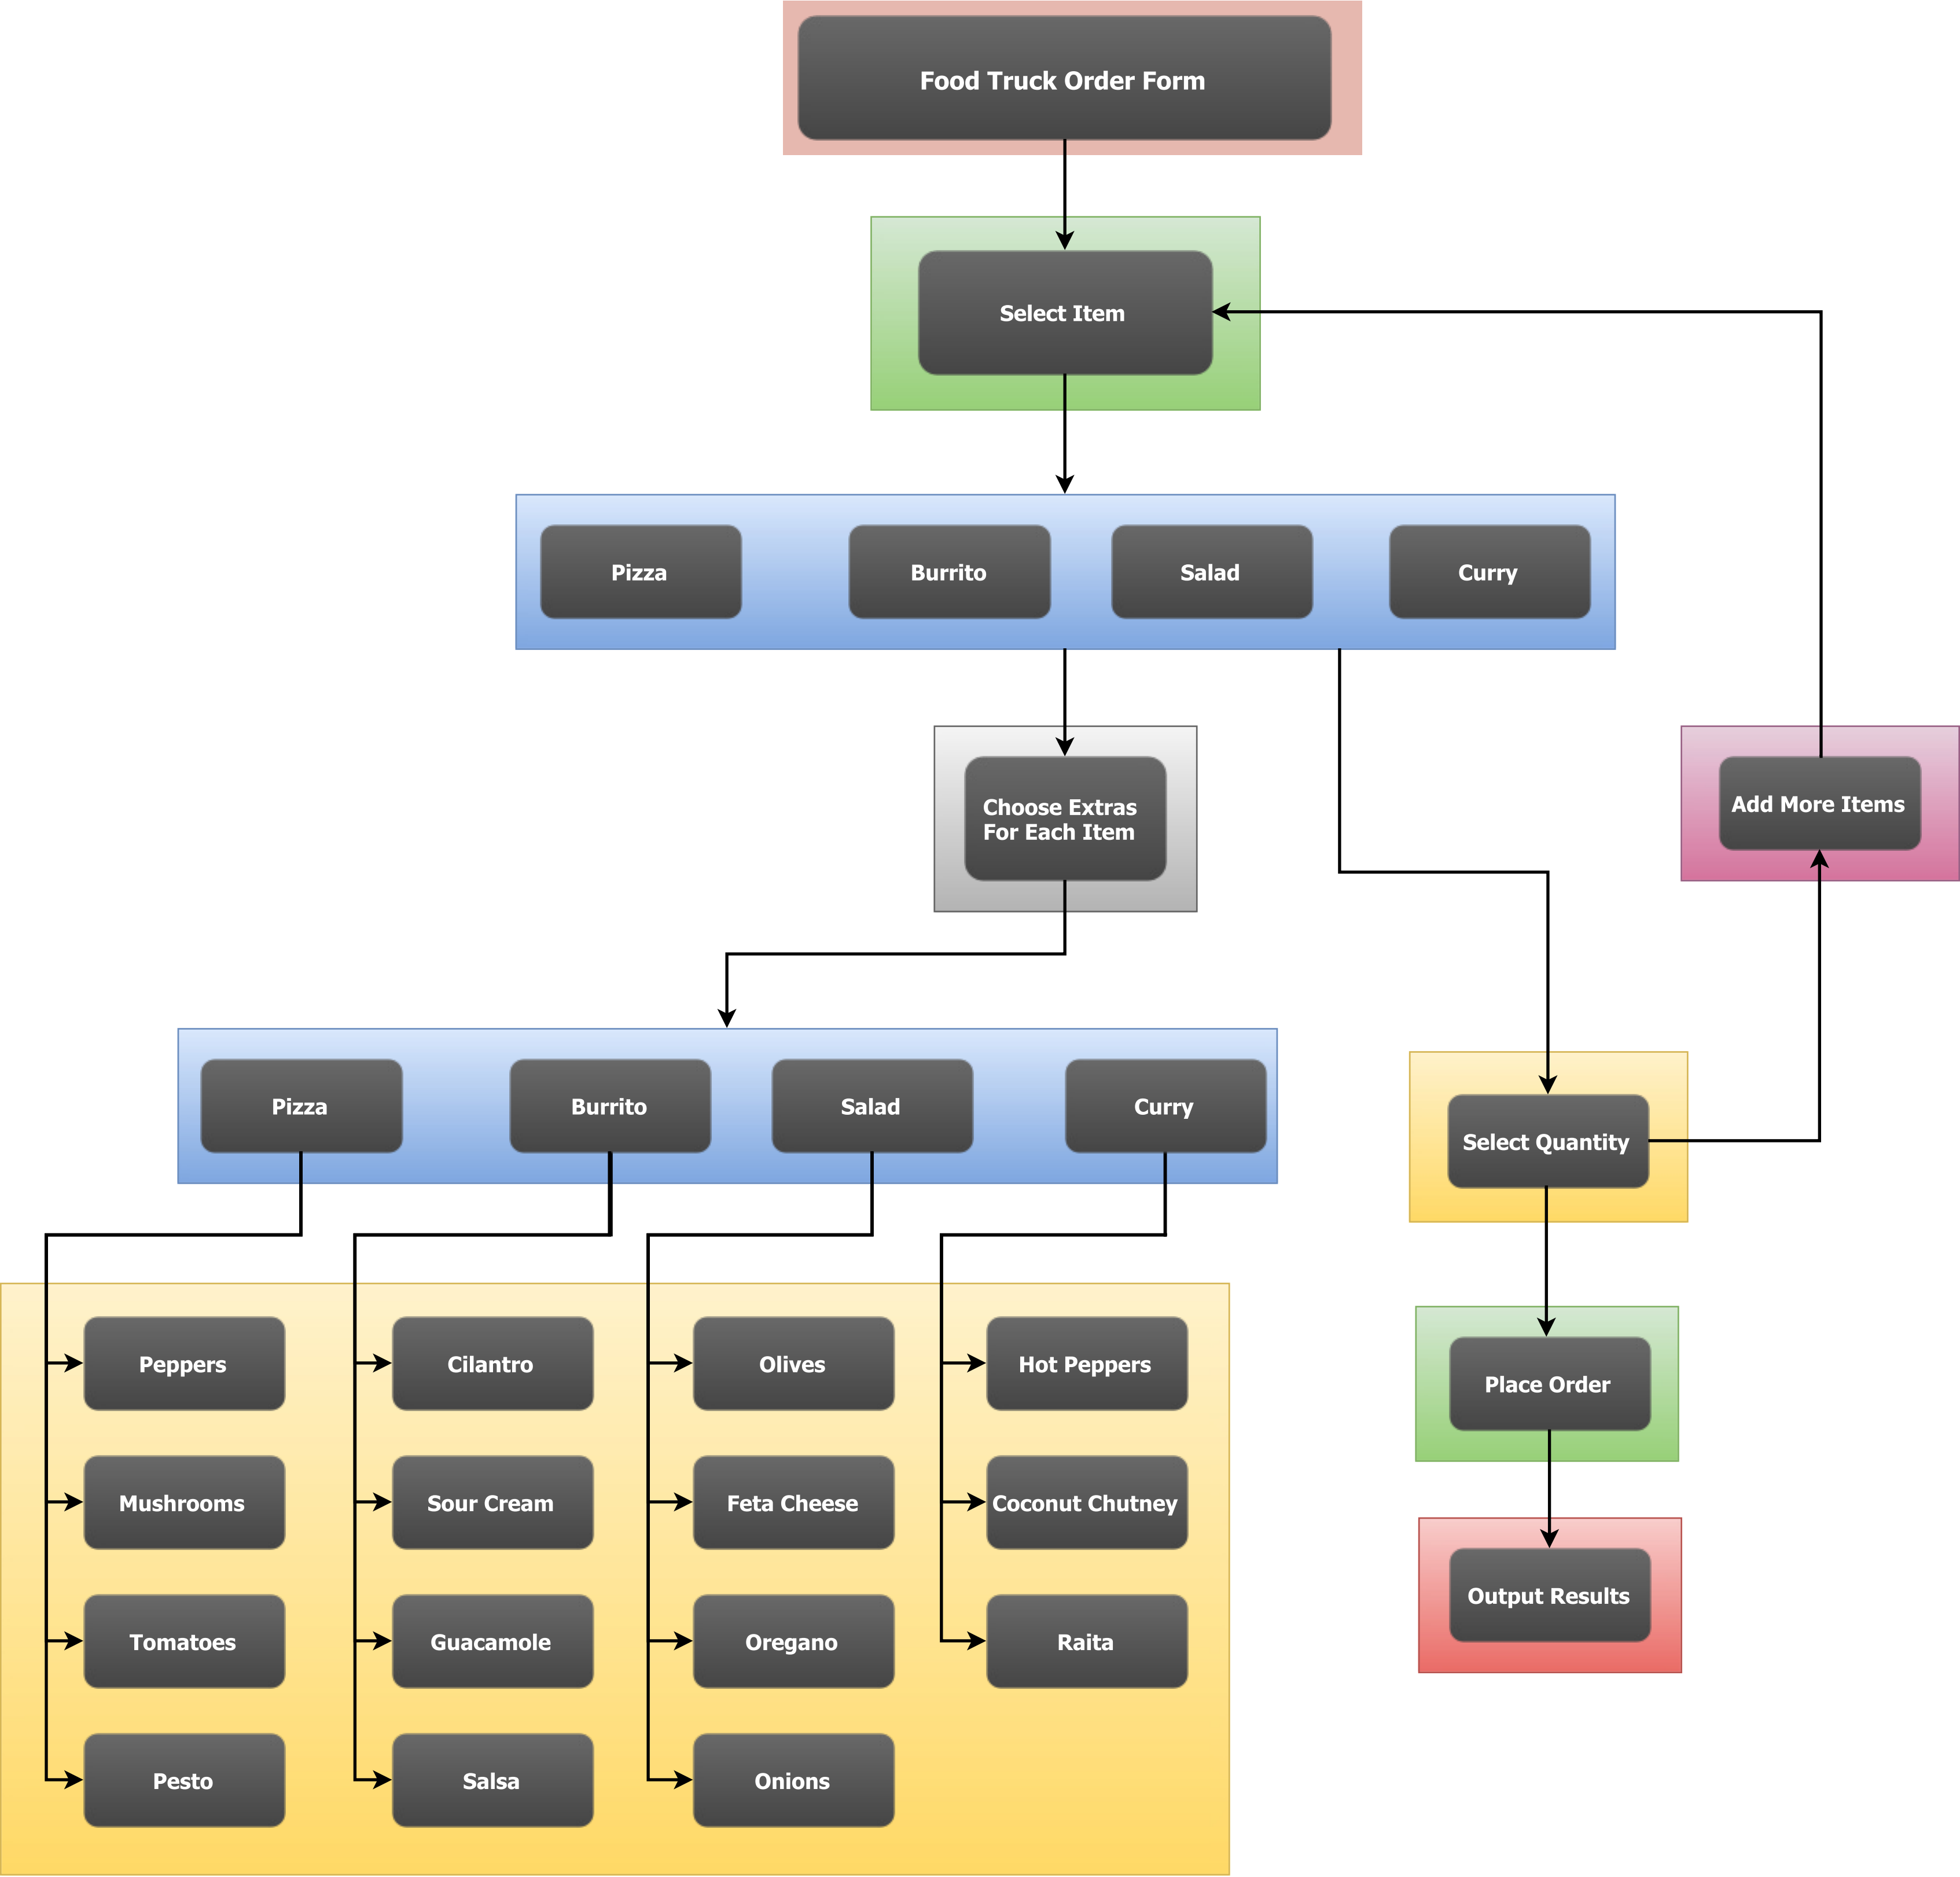 Food Truck Order Form
Select Item
Pizza
Burrito
Salad
Curry
Choose Extras
For Each Item
Add More Items
Pizza
Burrito
Salad
Curry
Select Quantity
Peppers
Cilantro
Olives
Hot Peppers
Place Order
Mushrooms
Sour Cream
Feta Cheese
Coconut Chutney
Output Results
Tomatoes
Guacamole
Oregano
Raita
Pesto
Salsa
Onions